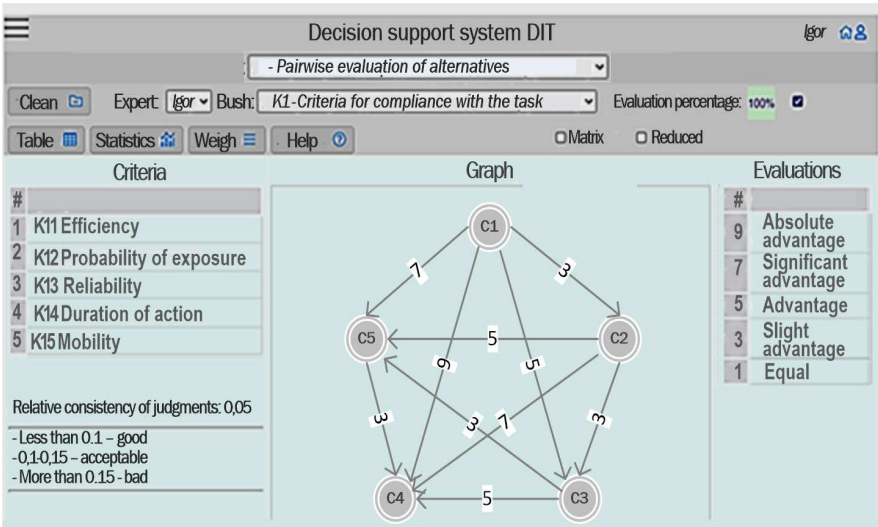 Decision support system DIT
Igor
- Pairwise evaluation of alternatives
Clean Expert: Igor Bush: K1-Criteria for compliance with the task Evaluation percentage: 100%
Table Statistics Weigh Help Matrix Reduced
Criteria
#
1 K11 Efficiency
2 K12 Probability of exposure
3 K13 Reliability
4 K14 Duration of action
5 K15 Mobility
Relative consistency of judgments: 0,05
- Less than 0.1 – good
-0,1-0,15 – acceptable
- More than 0.15 - bad
Graph
C1
7 3
C5 5 C2
9 5
3 3 7 3
C4 5 C3
Evaluations
#
9 Absolute
advantage
7 Significant
advantage
5 Advantage
3 Slight
advantage
1 Equal